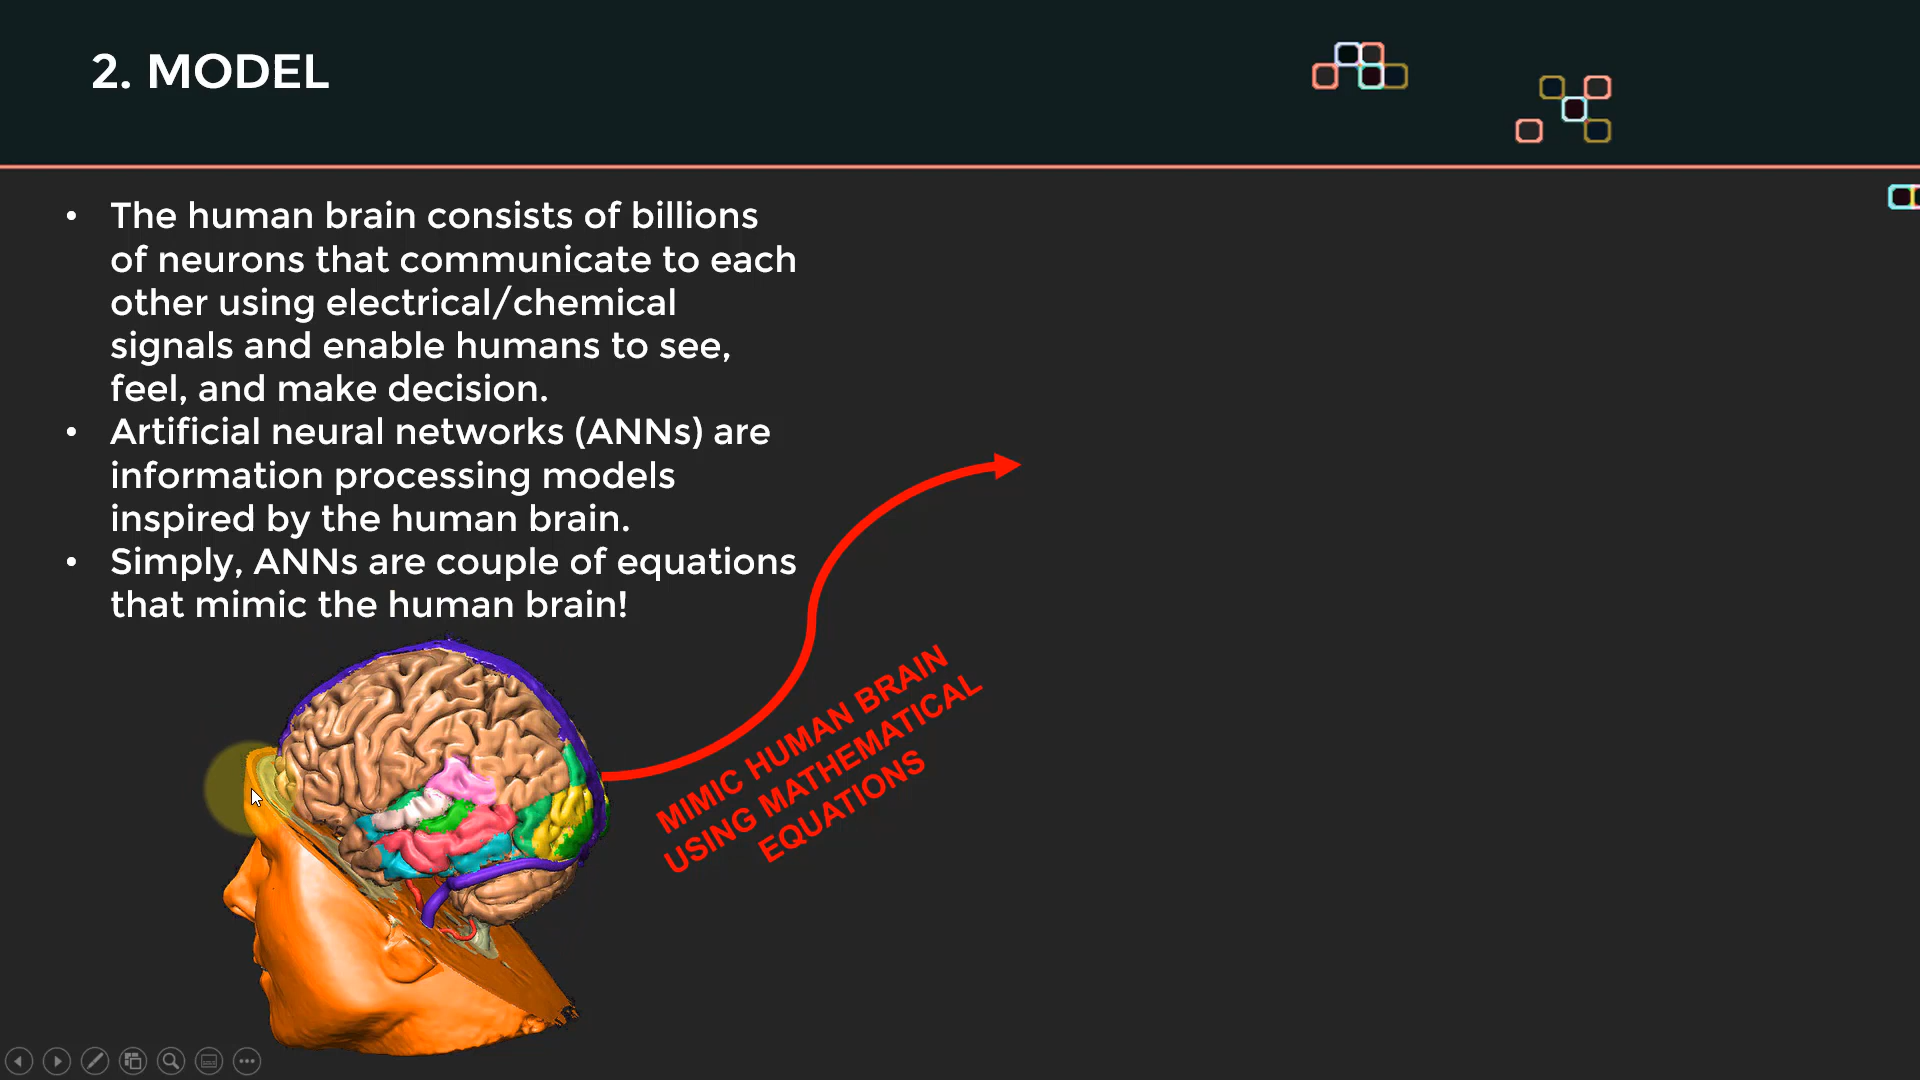 2. MODEL
• The human brain consists of billions
of neurons that communicate to each
other using electrical/chemical
signals and enable humans to see,
feel, and make decision.
• Artificial neural networks (ANNs) are
information processing models
inspired by the human brain.
• Simply, ANNs are couple of equations
that mimic the human brain!
MIMIC HUMAN BRAIN
USING MATHEMATICAL
EQUATIONS